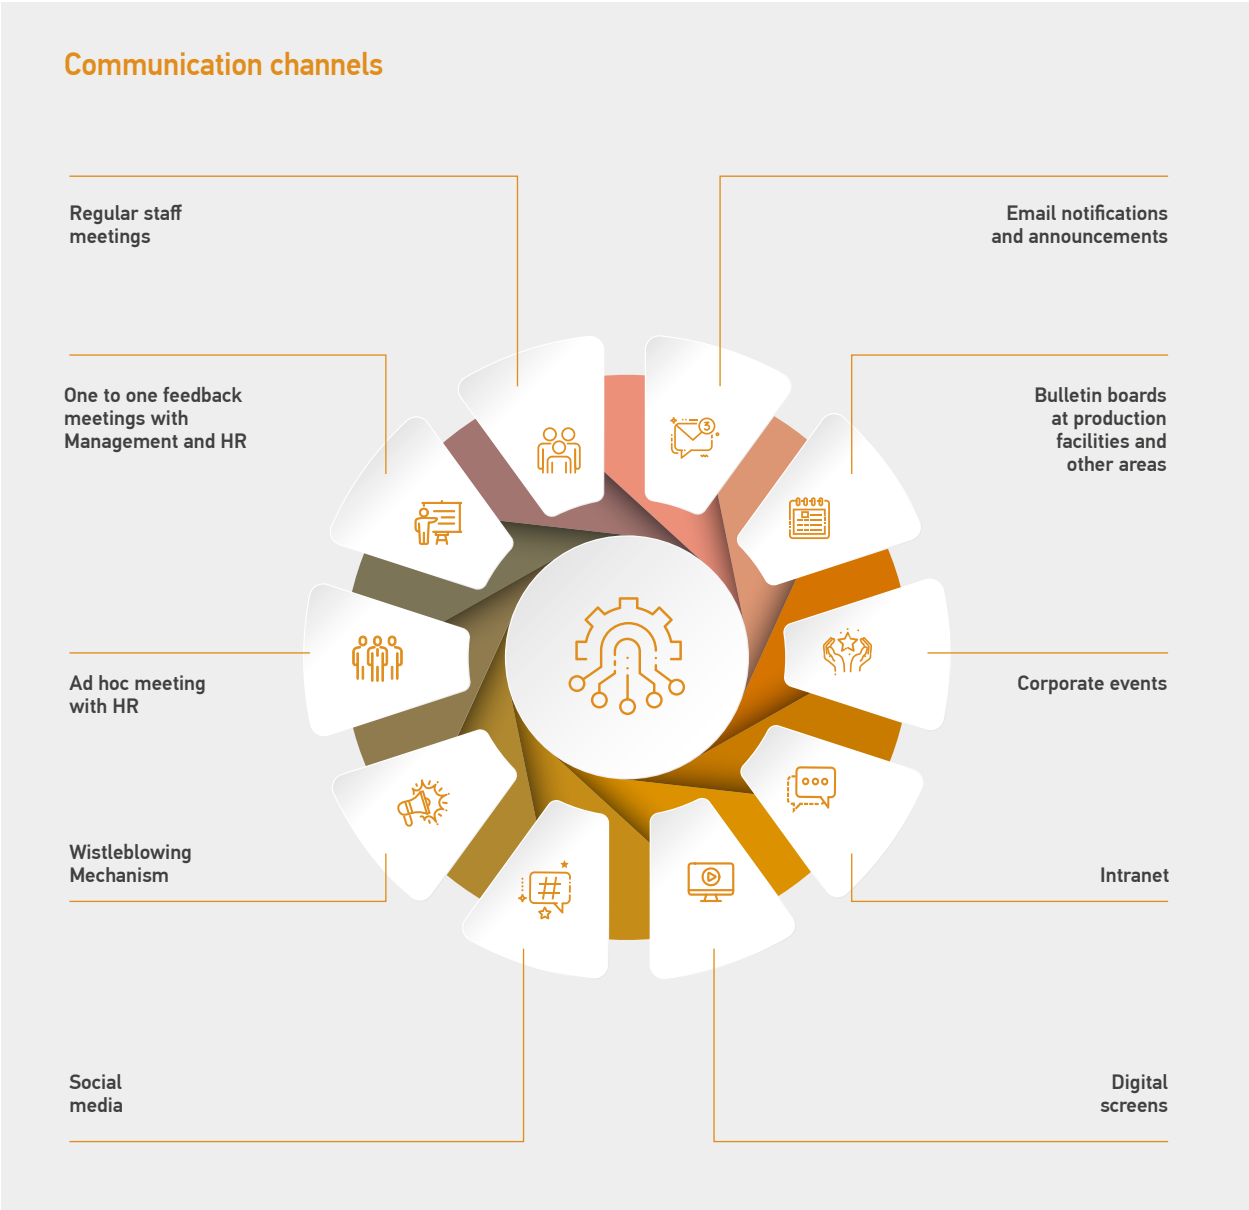 Communication channels
Regular staff
meetings
Email notifications
and announcements
One to one feedback
meetings with
Management and HR
Bulletin boards
at production
facilities and
other areas
3
Ad hoc meeting
with HR
Corporate events
Wistleblowing
Mechanism
Intranet
#
Social
media
Digital
screens